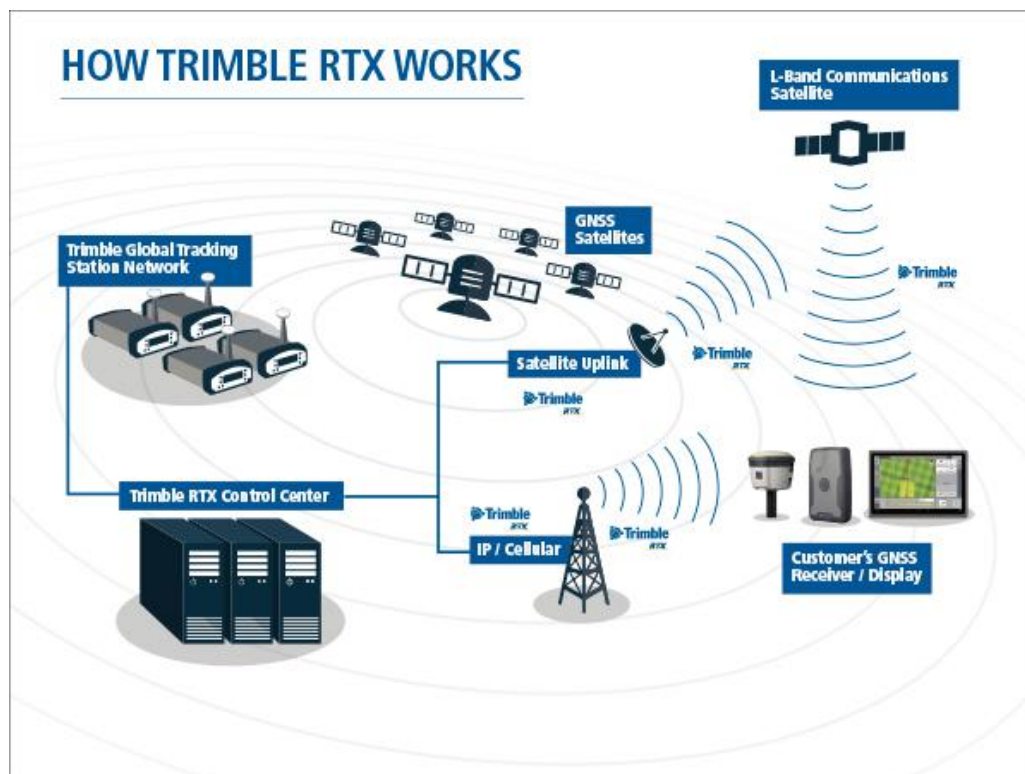 HOW TRIMBLE RTX WORKS
L-Band Communications
Satellite
GNSS
Satellites
Trimble Global Tracking
Station Network
Trimble
RTX
Satellite Uplink
Trimble
RTX
Trimble
RTX
Trimble RTX Control Center
Trimble
RTX
IP / Cellular
Trimble
RTX
Customer's GNSS
Receiver / Display